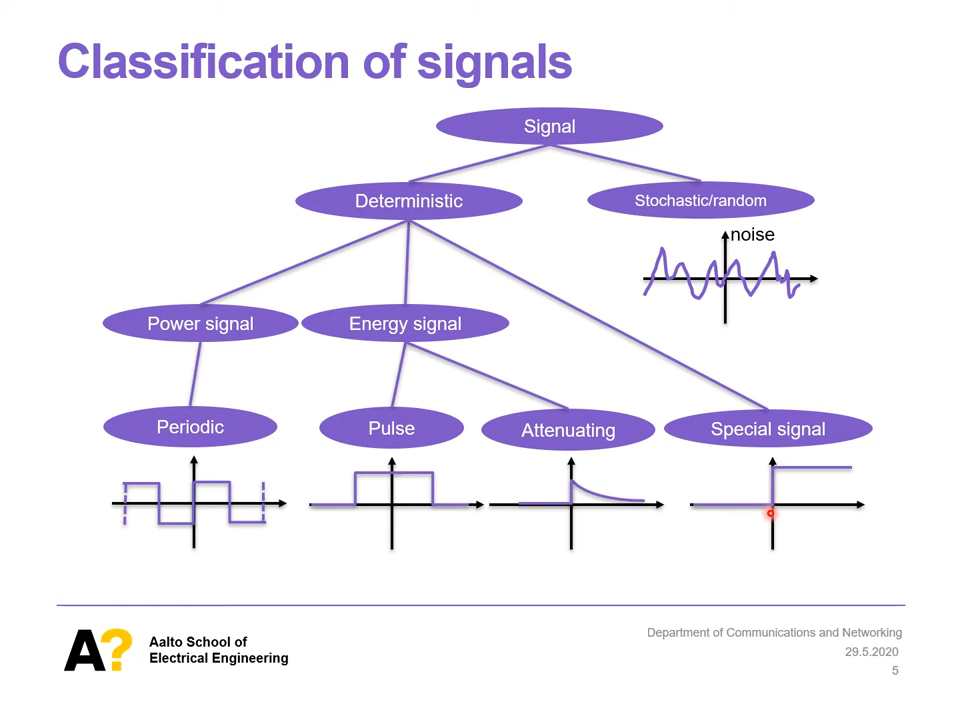 Classification of signals
Signal
Deterministic
Stochastic/random
noise
Power signal
Energy signal
Periodic
Pulse
Attenuating
Special signal
A?
Aalto School of
Electrical Engineering
Department of Communications and Networking
29.5.2020
5